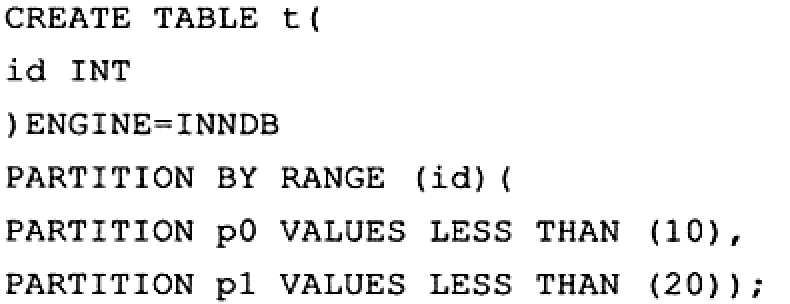 CREATE TABLE t(
id INT
)ENGINE=INNDB
PARTITION BY RANGE (id)(
PARTITION p0 VALUES LESS THAN (10),
PARTITION p1 VALUES LESS THAN (20));